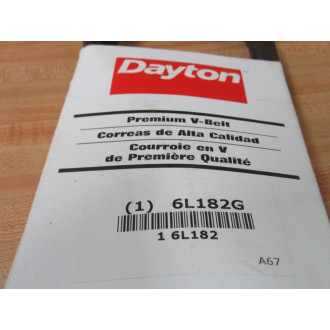 Dayton
Premium V-Belt
Correas de Alta Calidad
Courroie en V
de Première Qualité
(1) 6L182G
1 6L182
A67